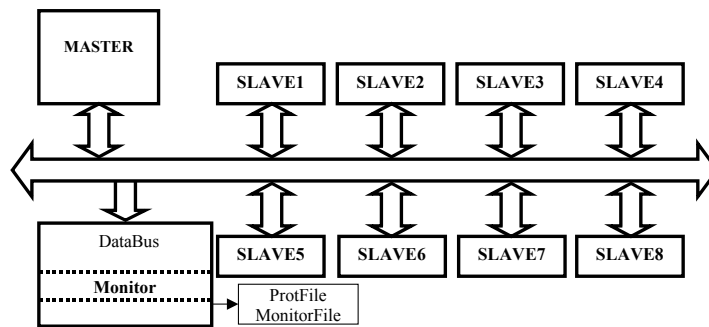 MASTER
SLAVE1
SLAVE2
SLAVE3
SLAVE4
DataBus
Monitor
SLAVE5
SLAVE6
SLAVE7
SLAVE8
ProtFile
MonitorFile